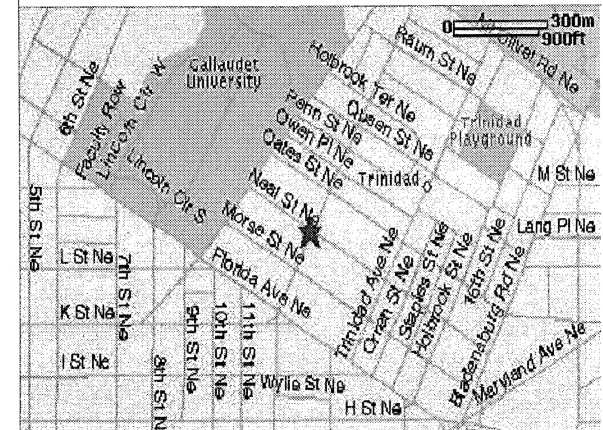 0 300m
900ft
Raum St Ne
Olivet Rd Ne
Gallaudet
University
Holbrook Ter Ne
6th St Ne
Faculty Row
Lincoln Cir W
Penn St Ne
Queen St Ne
Owen Pl Ne
Oates St Ne
Trinidad
Playground
Trinidad
M St Ne
Lincoln Cir S
Neal St Ne
Morse St Ne
5th St Ne
Lang Pl Ne
L St Ne
7th St Ne
Florida Ave Ne
Trinidad Ave Ne
Orren St Ne
Staples St Ne
Holbrook St Ne
16th St Ne
Bladensburg Rd Ne
K St Ne
9th St Ne
10th St Ne
11th St Ne
I St Ne
8th St N
Wylie St Ne
H St Ne
Maryland Ave Ne